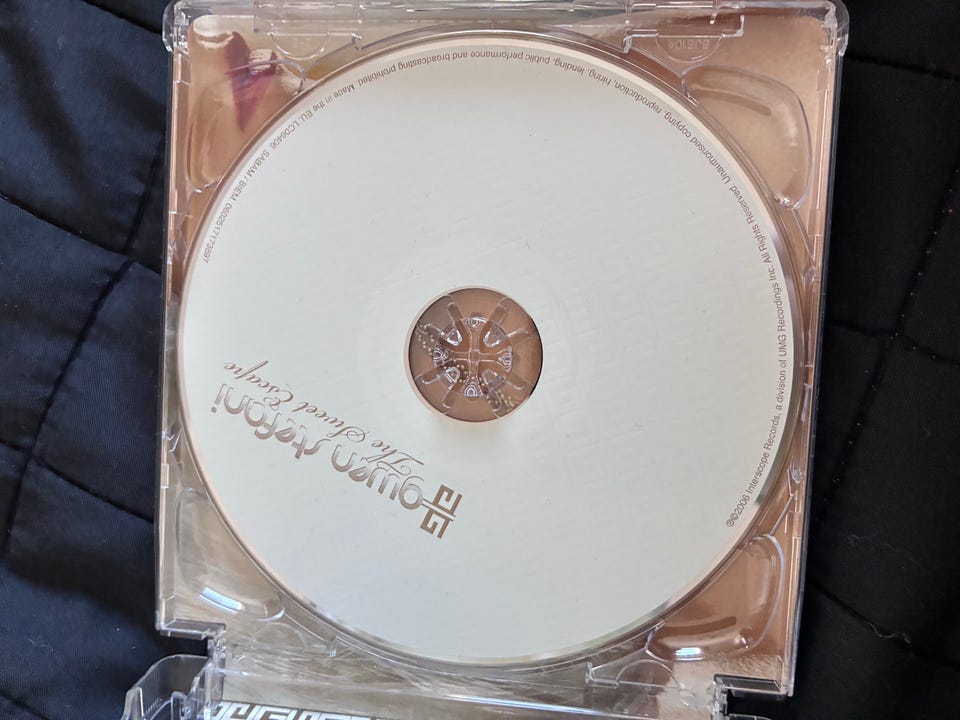 gwen stefani
The Sweet Escape
℗©2006 Interscope Records, a division of UMG Recordings Inc. All Rights Reserved. Unauthorised copying, reproduction, hiring, lending, public performance and broadcasting prohibited. Made in the EU. LC06406. SABAM / BIEM 060251717389